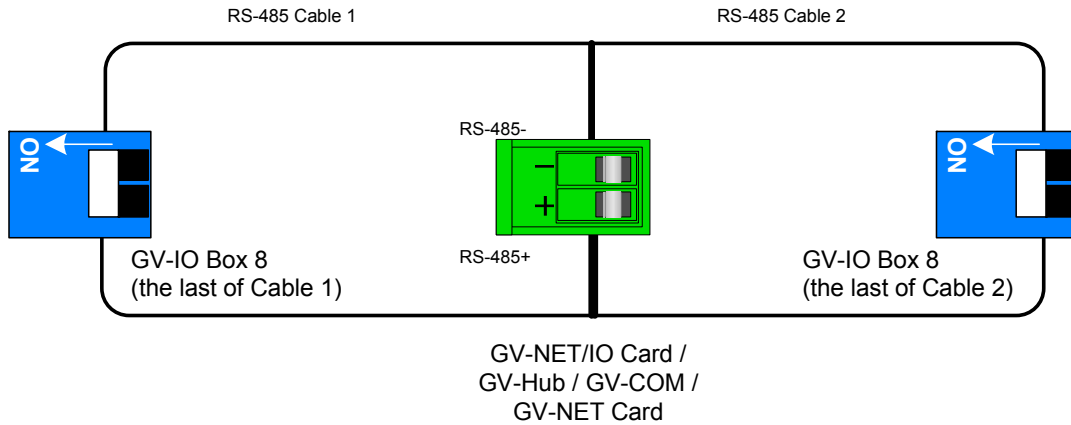 RS-485 Cable 1
RS-485 Cable 2
ON
RS-485-
ON
−
+
RS-485+
GV-IO Box 8
(the last of Cable 1)
GV-IO Box 8
(the last of Cable 2)
GV-NET/IO Card /
GV-Hub / GV-COM /
GV-NET Card